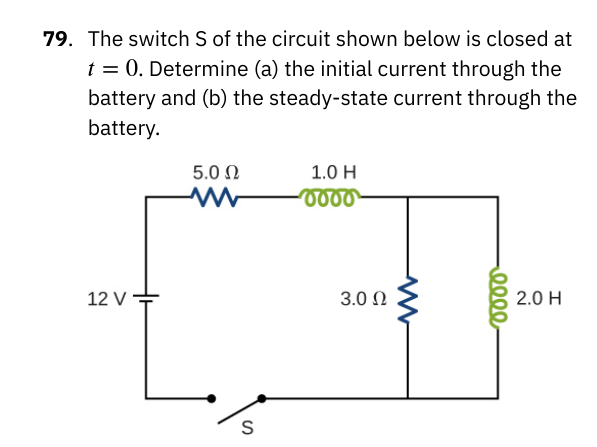 79. The switch S of the circuit shown below is closed at
t = 0. Determine (a) the initial current through the
battery and (b) the steady-state current through the
battery.
5.0 Ω
1.0 H
12 V
3.0 Ω
2.0 H
S